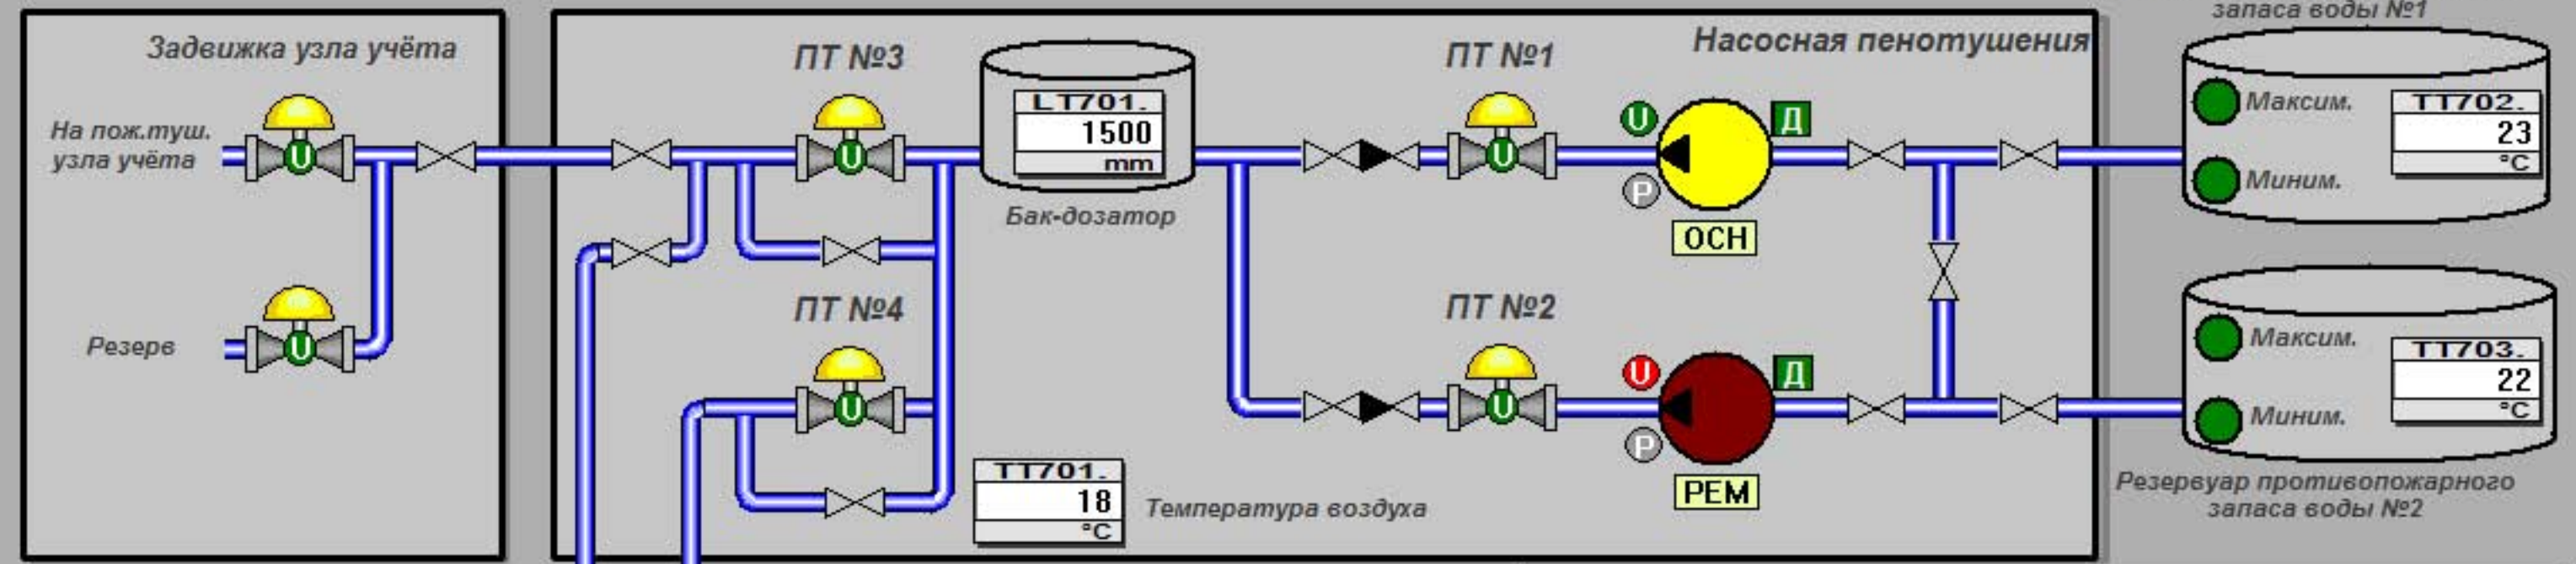 запаса воды №1
Задвижка узла учёта
ПТ №3
ПТ №1
Насосная пенотушения
На пож.туш.
узла учёта
U
U
LT701.
1500
mm
Бак-дозатор
U
U
P
Д
ОСН
Максим.
Миним.
TT702.
23
°C
Резерв
U
ПТ №4
U
ПТ №2
U
U
P
Д
РЕМ
Максим.
Миним.
TT703.
22
°C
TT701.
18
°C
Температура воздуха
Резервуар противопожарного
запаса воды №2